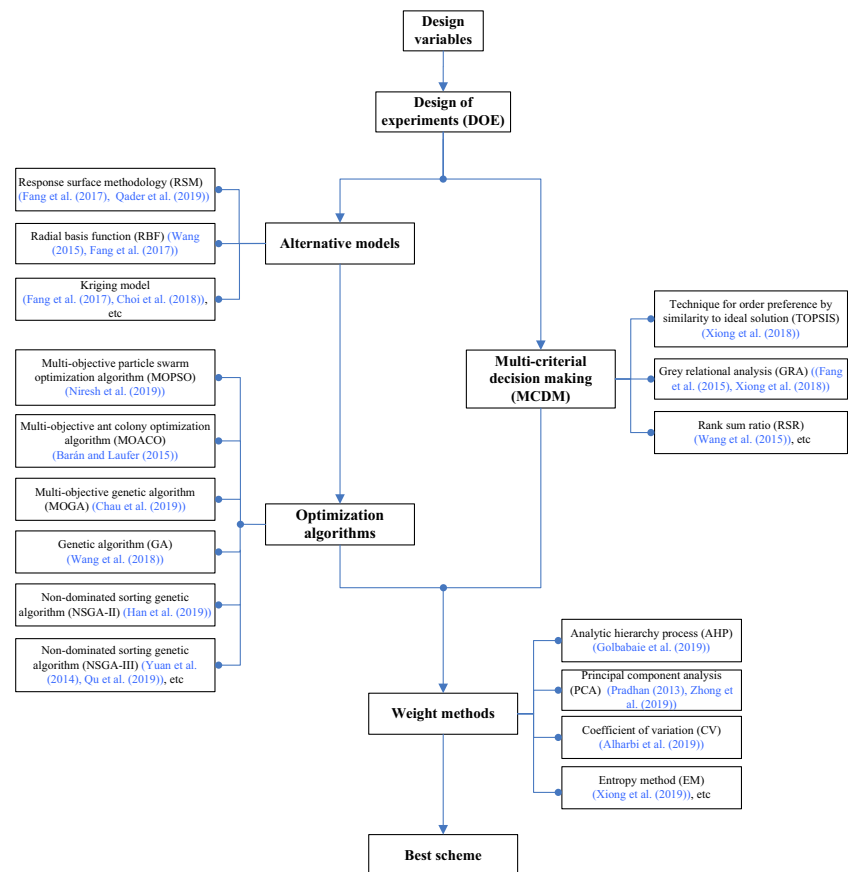 Design
variables
Design of
experiments (DOE)
Response surface methodology (RSM)
(Fang et al. (2017), Qader et al. (2019))
Radial basis function (RBF) (Wang
(2015), Fang et al. (2017))
Kriging model
(Fang et al. (2017), Choi et al. (2018)),
etc
Alternative models
Technique for order preference by
similarity to ideal solution (TOPSIS)
(Xiong et al. (2018))
Multi-criterial
decision making
(MCDM)
Grey relational analysis (GRA) ((Fang
et al. (2015), Xiong et al. (2018))
Rank sum ratio (RSR)
(Wang et al. (2015)), etc
Multi-objective particle swarm
optimization algorithm (MOPSO)
(Niresh et al. (2019))
Multi-objective ant colony optimization
algorithm (MOACO)
(Barán and Laufer (2015))
Multi-objective genetic algorithm
(MOGA) (Chau et al. (2019))
Genetic algorithm (GA)
(Wang et al. (2018))
Non-dominated sorting genetic
algorithm (NSGA-II) (Han et al. (2019))
Non-dominated sorting genetic
algorithm (NSGA-III) (Yuan et al.
(2014), Qu et al. (2019)), etc
Optimization
algorithms
Weight methods
Analytic hierarchy process (AHP)
(Golbabaie et al. (2019))
Principal component analysis
(PCA) (Pradhan (2013), Zhong et
al. (2019))
Coefficient of variation (CV)
(Alharbi et al. (2019))
Entropy method (EM)
(Xiong et al. (2019)), etc
Best scheme